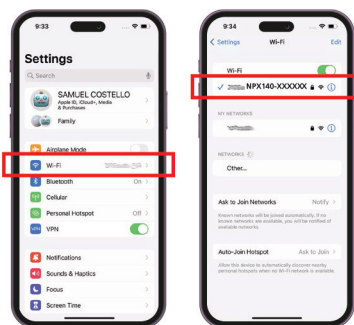 9:33
Settings
Search
SAMUEL COSTELLO
Apple ID, iCloud+, Media
& Purchases
Family
Airplane Mode
Wi-Fi
Bluetooth On
Cellular
Personal Hotspot Off
VPN VPN
Notifications
Sounds & Haptics
Focus
Screen Time
9:34
Settings Wi-Fi Edit
Wi-Fi
NPX140-XXXXXX
MY NETWORKS
NETWORKS
Other...
Ask to Join Networks Notify
Known networks will be joined automatically. If no
known networks are available, you will be notified of
available networks.
Auto-Join Hotspot Ask to Join
Allow this device to automatically discover nearby
personal hotspots when no Wi-Fi network is available.